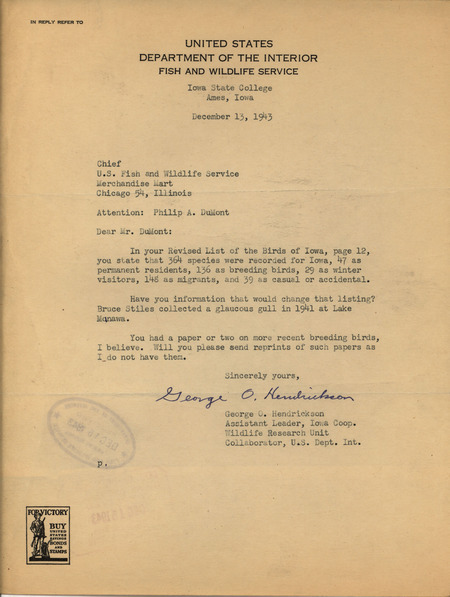 IN REPLY REFER TO
UNITED STATES
DEPARTMENT OF THE INTERIOR
FISH AND WILDLIFE SERVICE
Iowa State College
Ames, Iowa
December 13, 1943
Chief
U.S. Fish and Wildlife Service
Merchandise Mart
Chicago 54, Illinois
Attention: Philip A. DuMont
Dear Mr. DuMont:
In your Revised List of the Birds of Iowa, page 12,
you state that 364 species were recorded for Iowa, 47 as
permanent residents, 136 as breeding birds, 29 as winter
visitors, 148 as migrants, and 39 as casual or accidental.
Have you information that would change that listing?
Bruce Stiles collected a glaucous gull in 1941 at Lake
Manawa.
You had a paper or two on more recent breeding birds,
I believe. Will you please send reprints of such papers as
I do not have them.
Sincerely yours,
George O. Hendrickson
George O. Hendrickson
Assistant Leader, Iowa Coop.
Wildlife Research Unit
Collaborator, U.S. Dept. Int.
p.
FOR VICTORY
BUY
UNITED
STATES
SAVINGS
BONDS
AND
STAMPS